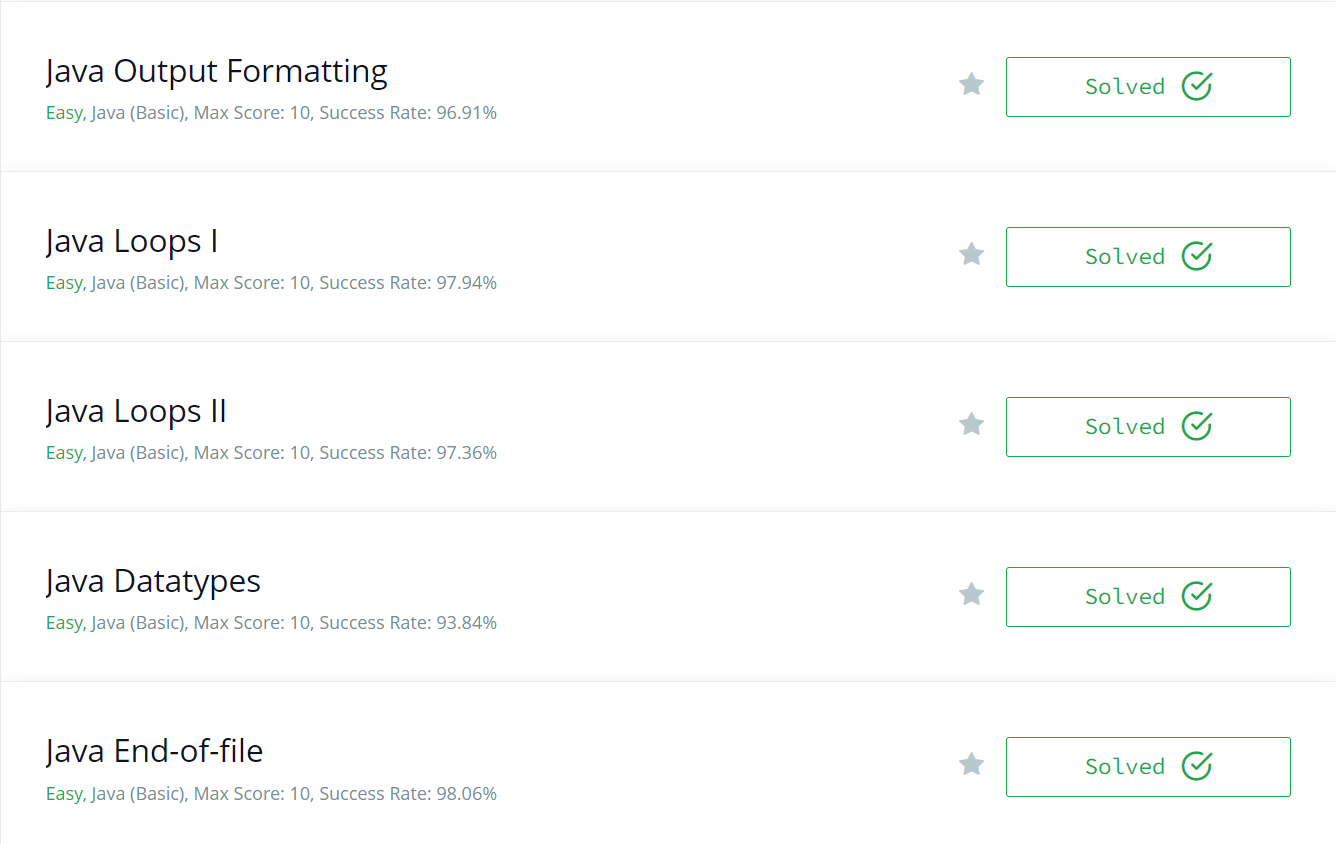 Java Output Formatting
Easy, Java (Basic), Max Score: 10, Success Rate: 96.91%
Solved
Java Loops I
Easy, Java (Basic), Max Score: 10, Success Rate: 97.94%
Solved
Java Loops II
Easy, Java (Basic), Max Score: 10, Success Rate: 97.36%
Solved
Java Datatypes
Easy, Java (Basic), Max Score: 10, Success Rate: 93.84%
Solved
Java End-of-file
Easy, Java (Basic), Max Score: 10, Success Rate: 98.06%
Solved